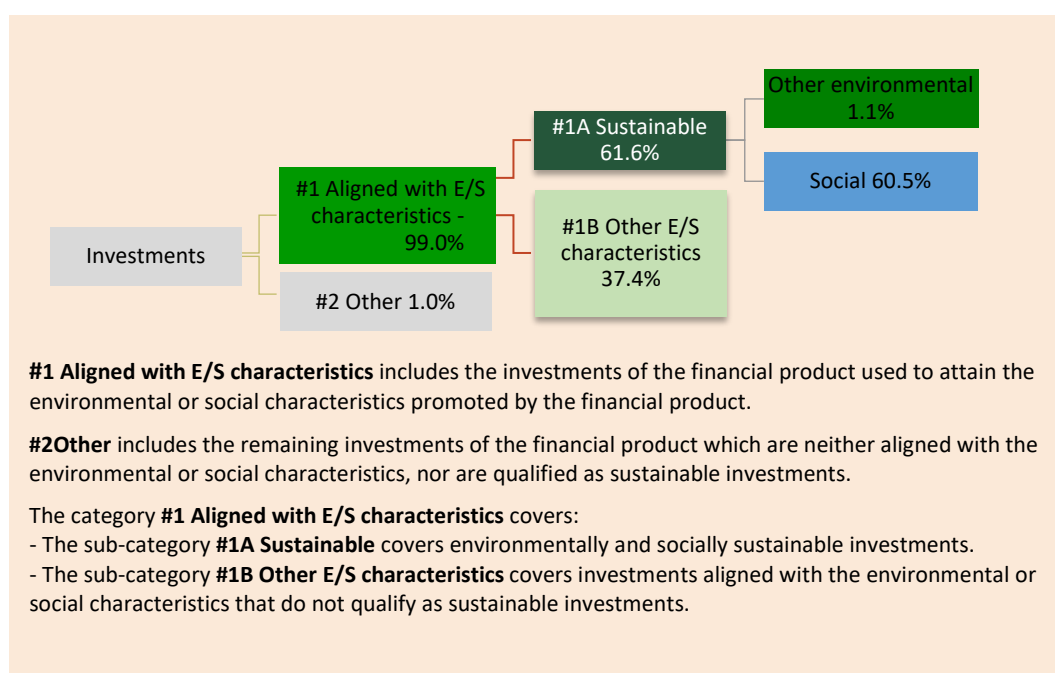 Investments
#1 Aligned with E/S
characteristics -
99.0%
#2 Other 1.0%
#1A Sustainable
61.6%
#1B Other E/S
characteristics
37.4%
Other environmental
1.1%
Social 60.5%
#1 Aligned with E/S characteristics includes the investments of the financial product used to attain the
environmental or social characteristics promoted by the financial product.
#2Other includes the remaining investments of the financial product which are neither aligned with the
environmental or social characteristics, nor are qualified as sustainable investments.
The category #1 Aligned with E/S characteristics covers:
- The sub-category #1A Sustainable covers environmentally and socially sustainable investments.
- The sub-category #1B Other E/S characteristics covers investments aligned with the environmental or
social characteristics that do not qualify as sustainable investments.